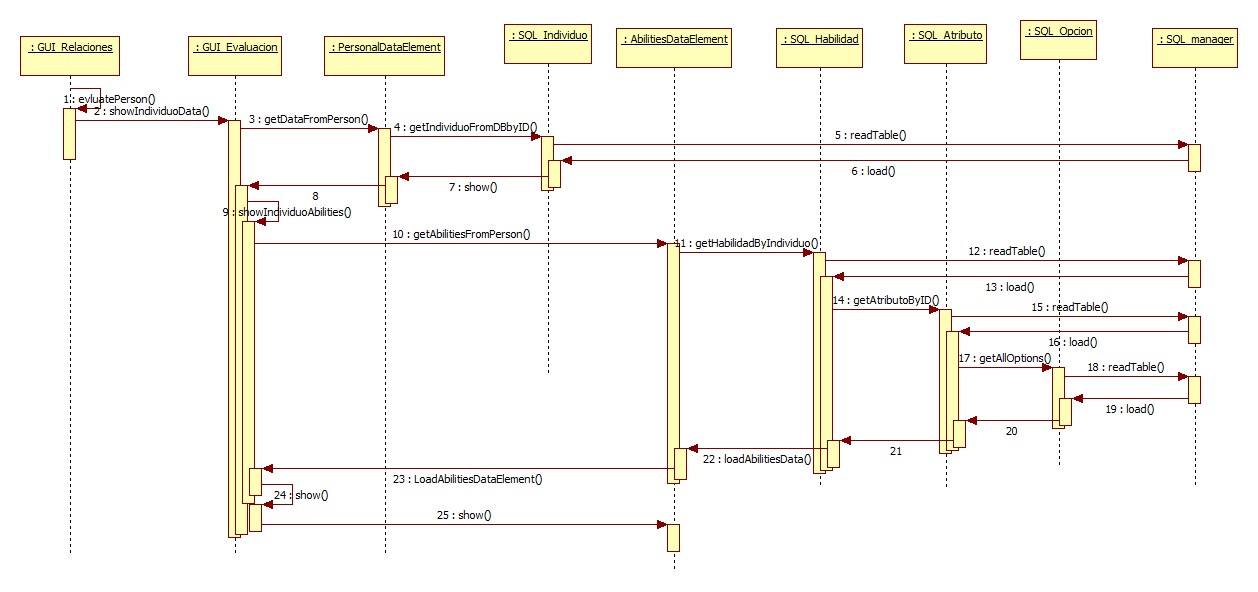 : GUI_Relaciones
: GUI_Evaluacion
: PersonalDataElement
: SQL_Individuo
: AbilitiesDataElement
: SQL_Habilidad
: SQL_Atributo
: SQL_Opcion
: SQL_manager
1 : evluatePerson()
2 : showIndividuoData()
3 : getDataFromPerson()
4 : getIndividuoFromDBbyID()
5 : readTable()
6 : load()
7 : show()
8
9 : showIndividuoAbilities()
10 : getAbilitiesFromPerson()
11 : getHabilidadByIndividuo()
12 : readTable()
13 : load()
14 : getAtributoByID()
15 : readTable()
16 : load()
17 : getAllOptions()
18 : readTable()
19 : load()
20
21
22 : loadAbilitiesData()
23 : LoadAbilitiesDataElement()
24 : show()
25 : show()